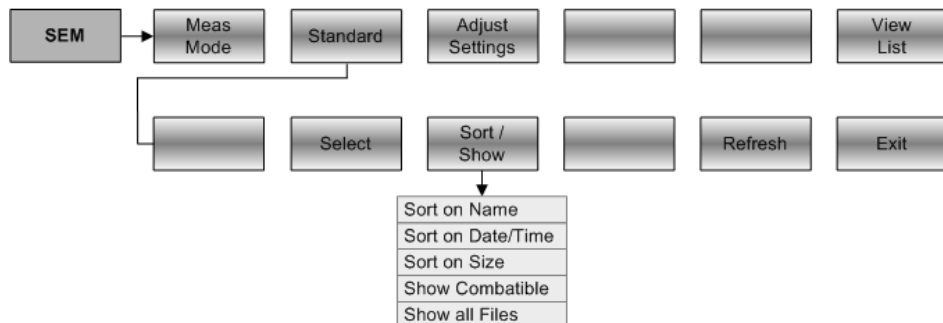 SEM
Meas
Mode
Standard
Adjust
Settings
View
List
Select
Sort /
Show
Refresh
Exit
Sort on Name
Sort on Date/Time
Sort on Size
Show Combatible
Show all Files